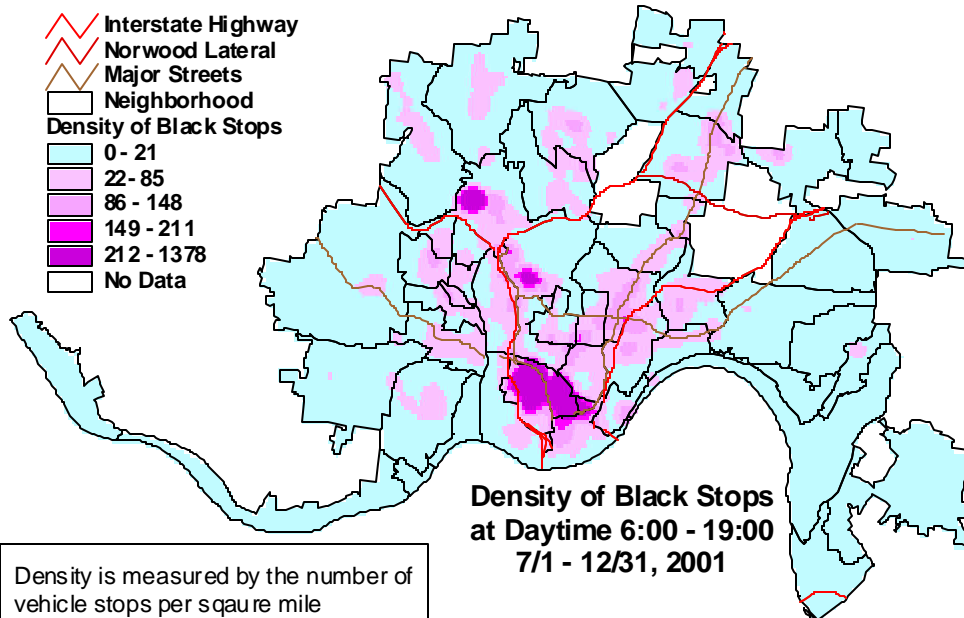 Interstate Highway
Norwood Lateral
Major Streets
Neighborhood
Density of Black Stops
0 - 21
22 - 85
86 - 148
149 - 211
212 - 1378
No Data
Density of Black Stops
at Daytime 6:00 - 19:00
7/1 - 12/31, 2001
Density is measured by the number of
vehicle stops per sqaure mile